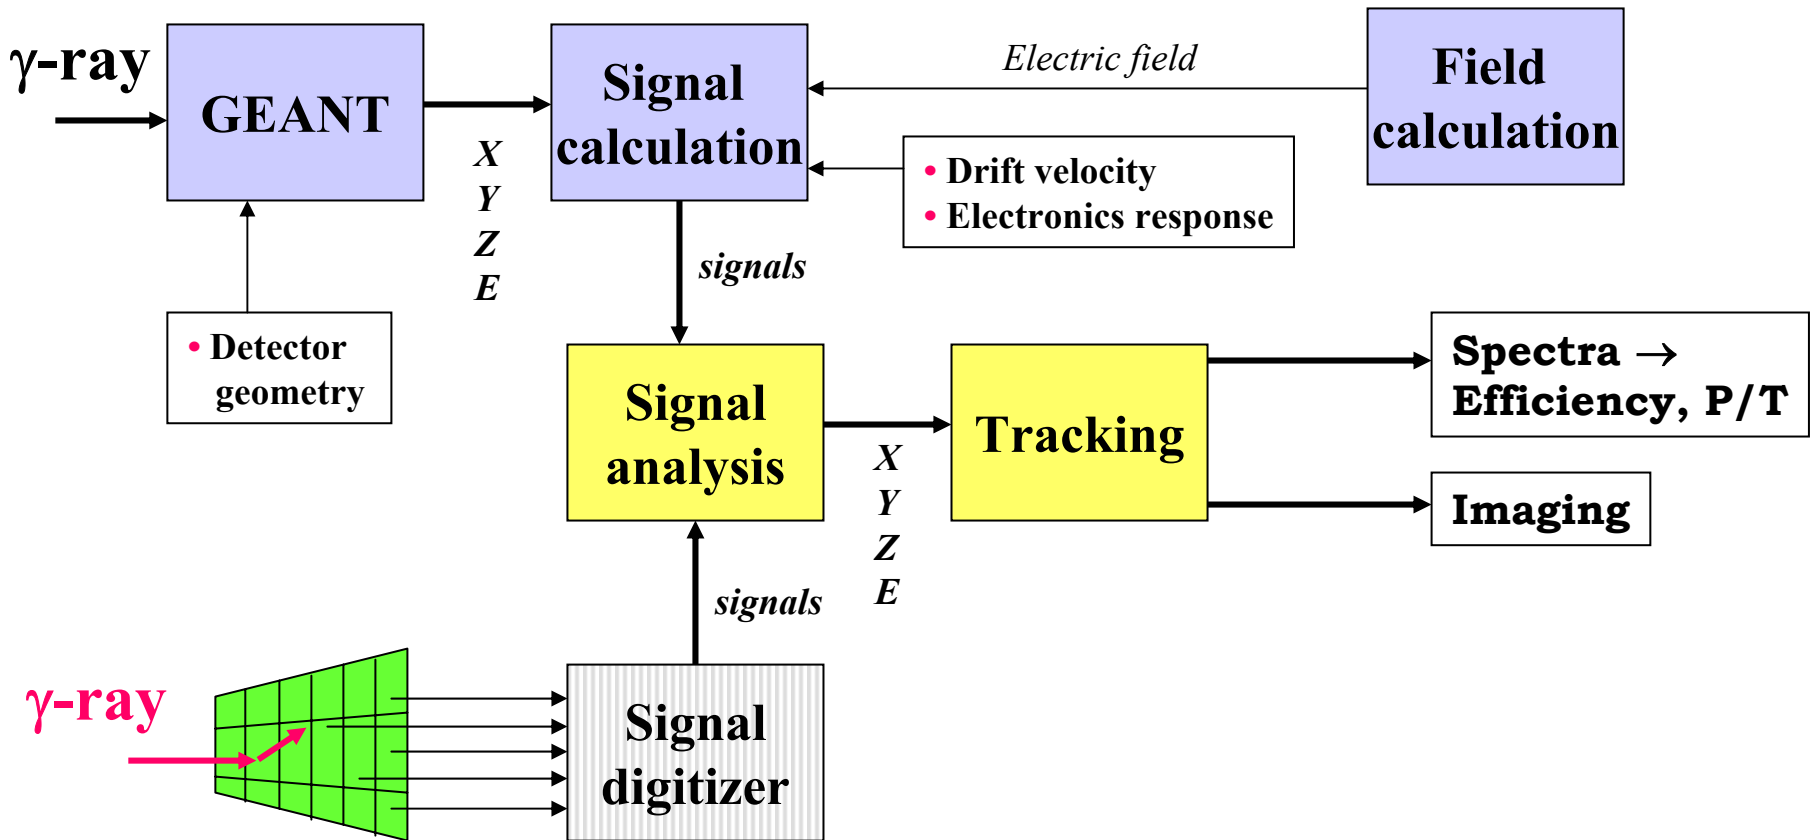 γ-ray
GEANT
Signal
calculation
Electric field
Field
calculation
X
Y
Z
E
• Drift velocity
• Electronics response
signals
• Detector
geometry
Signal
analysis
Tracking
X
Y
Z
E
Spectra →
Efficiency, P/T
Imaging
signals
γ-ray
Signal
digitizer